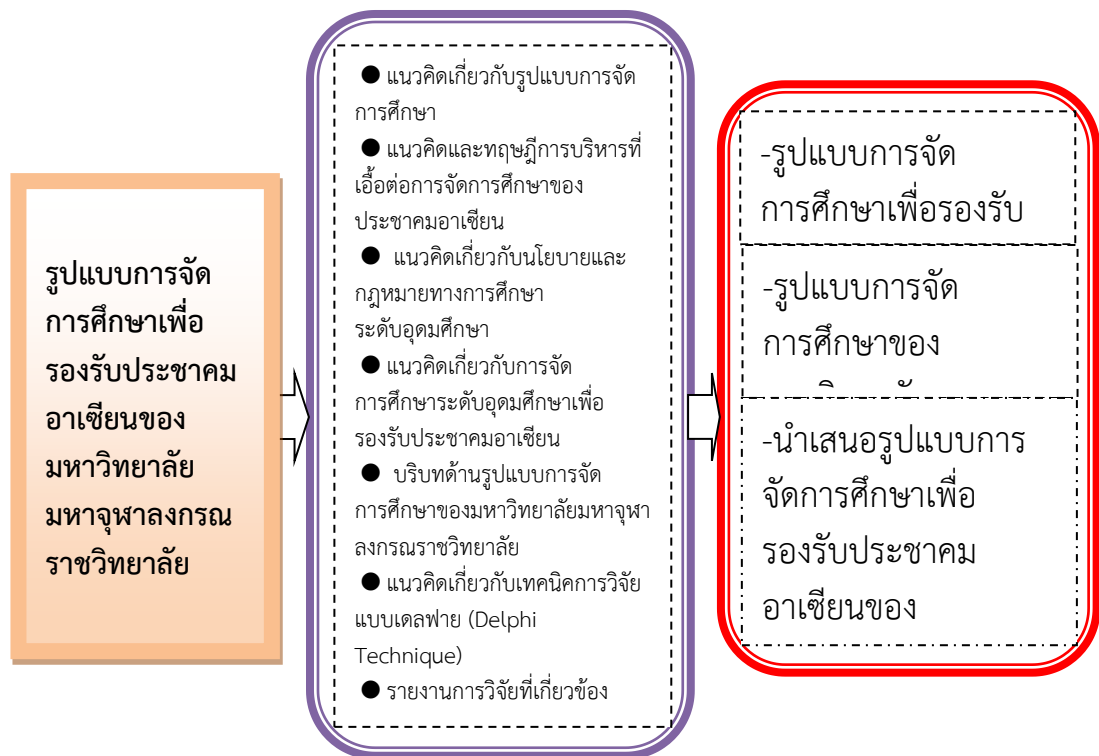 รูปแบบการจัด
การศึกษาเพื่อ
รองรับประชาคม
อาเซียนของ
มหาวิทยาลัย
มหาจุฬาลงกรณ
ราชวิทยาลัย
● แนวคิดเกี่ยวกับรูปแบบการจัด
การศึกษา
● แนวคิดและทฤษฎีการบริหารที่
เอื้อต่อการจัดการศึกษาของ
ประชาคมอาเซียน
● แนวคิดเกี่ยวกับนโยบายและ
กฎหมายทางการศึกษา
ระดับอุดมศึกษา
● แนวคิดเกี่ยวกับการจัด
การศึกษาระดับอุดมศึกษาเพื่อ
รองรับประชาคมอาเซียน
● บริบทด้านรูปแบบการจัด
การศึกษาของมหาวิทยาลัยมหาจุฬา
ลงกรณราชวิทยาลัย
● แนวคิดเกี่ยวกับเทคนิคการวิจัย
แบบเดลฟาย (Delphi
Technique)
● รายงานการวิจัยที่เกี่ยวข้อง
-รูปแบบการจัด
การศึกษาเพื่อรองรับ
-รูปแบบการจัด
การศึกษาของ
-นำเสนอรูปแบบการ
จัดการศึกษาเพื่อ
รองรับประชาคม
อาเซียนของ